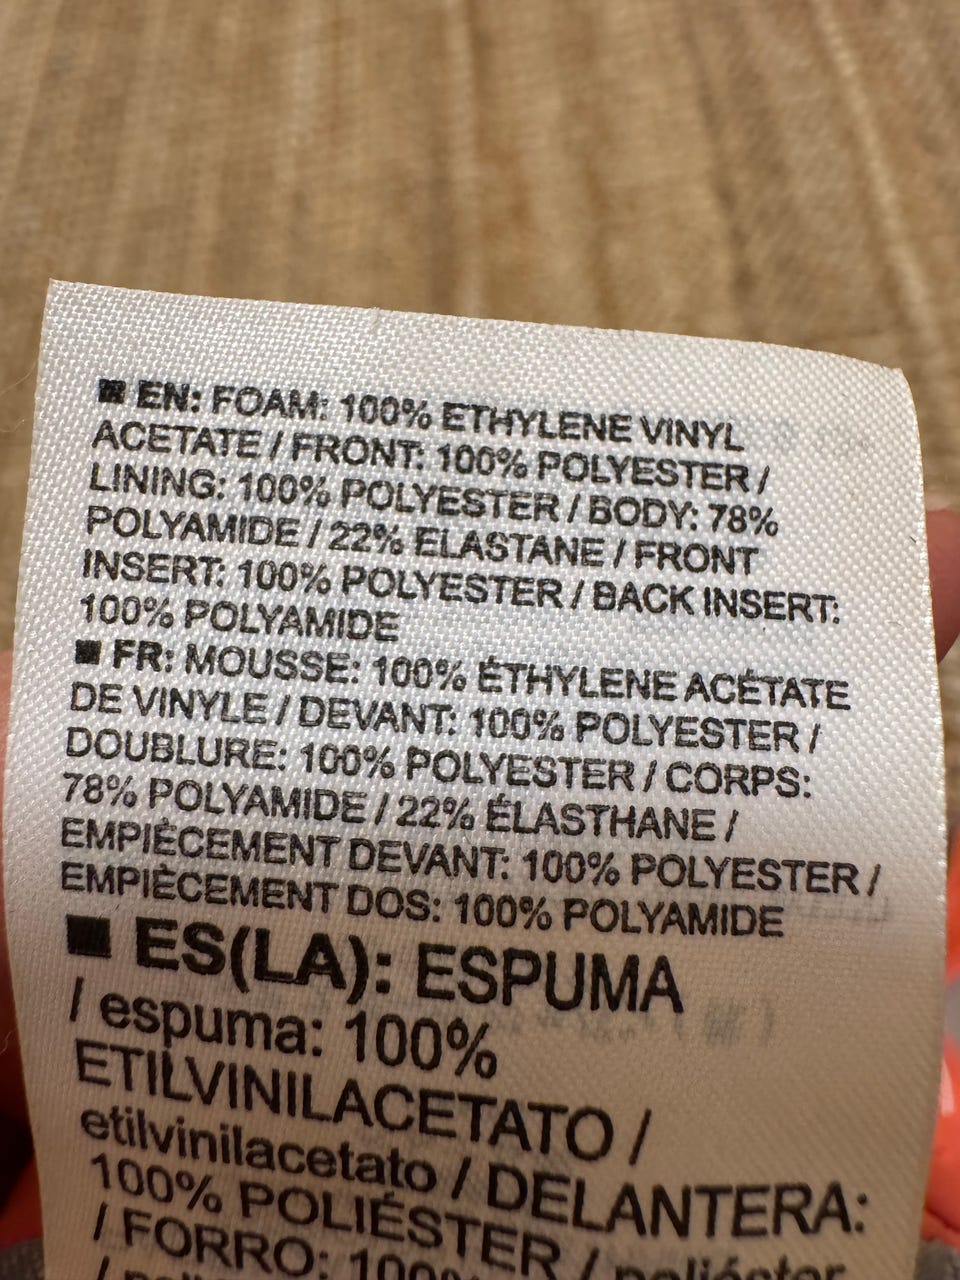 ■ EN: FOAM: 100% ETHYLENE VINYL
ACETATE / FRONT: 100% POLYESTER /
LINING: 100% POLYESTER / BODY: 78%
POLYAMIDE / 22% ELASTANE / FRONT
INSERT: 100% POLYESTER / BACK INSERT:
100% POLYAMIDE
■ FR: MOUSSE: 100% ÉTHYLENE ACÉTATE
DE VINYLE / DEVANT: 100% POLYESTER /
DOUBLURE: 100% POLYESTER / CORPS:
78% POLYAMIDE / 22% ÉLASTHANE /
EMPIÈCEMENT DEVANT: 100% POLYESTER /
EMPIÈCEMENT DOS: 100% POLYAMIDE
■ ES(LA): ESPUMA
/ espuma: 100%
ETILVINILACETATO /
etilvinilacetato / DELANTERA:
100% POLIÉSTER / poliéster
/ FORRO: 100%